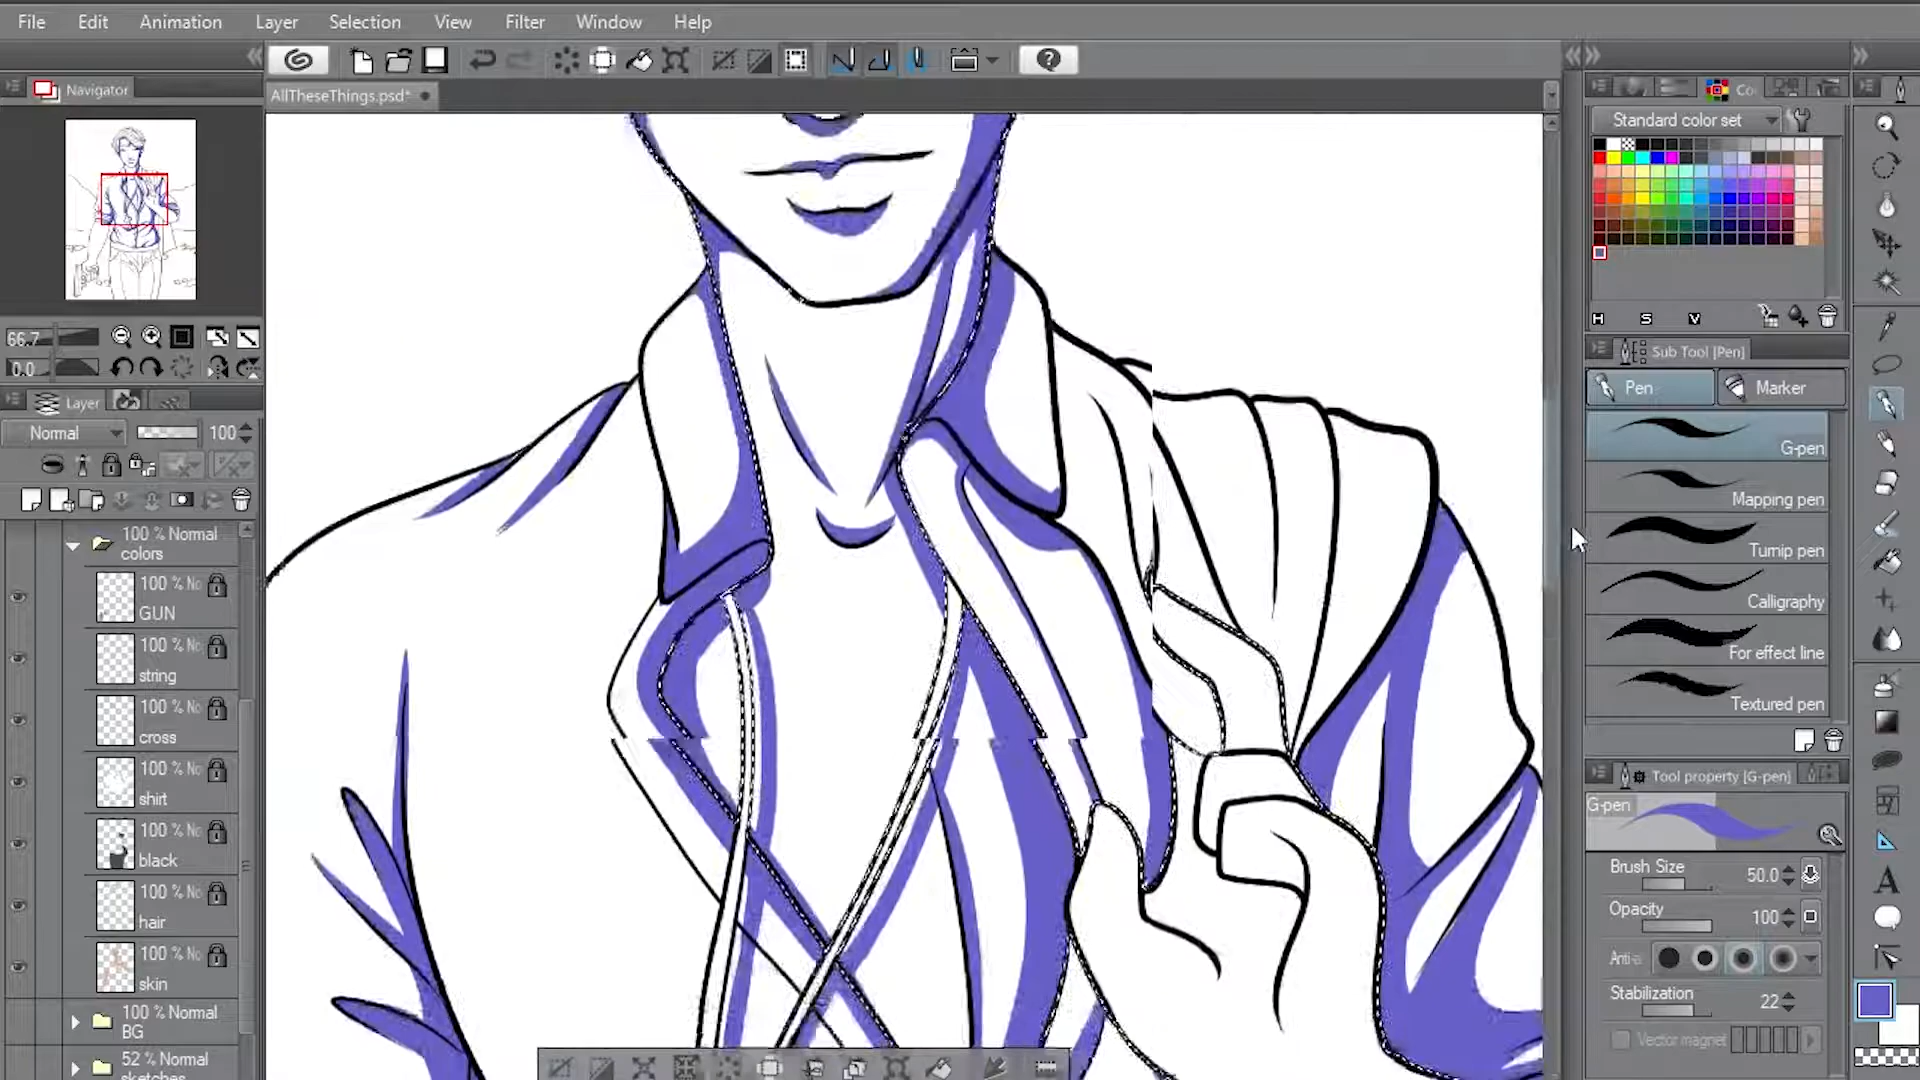 File Edit Animation Layer Selection View Filter Window Help
Navigator
AllTheseThings.psd*
Co
Standard color set
66.7
0.0
H S V
Sub Tool [Pen]
Pen Marker
G-pen
Mapping pen
Turnip pen
Calligraphy
For effect line
Textured pen
Layer
Normal 100
100 % Normal
colors
100 % No
GUN
100 % No
string
100 % No
cross
100 % No
shirt
100 % No
black
100 % No
hair
100 % No
skin
100 % Normal
BG
52 % Normal
sketches
Tool property [G-pen]
G-pen
Brush Size 50.0
Opacity 100
Anti-a
Stabilization 22
Vector magnet
A